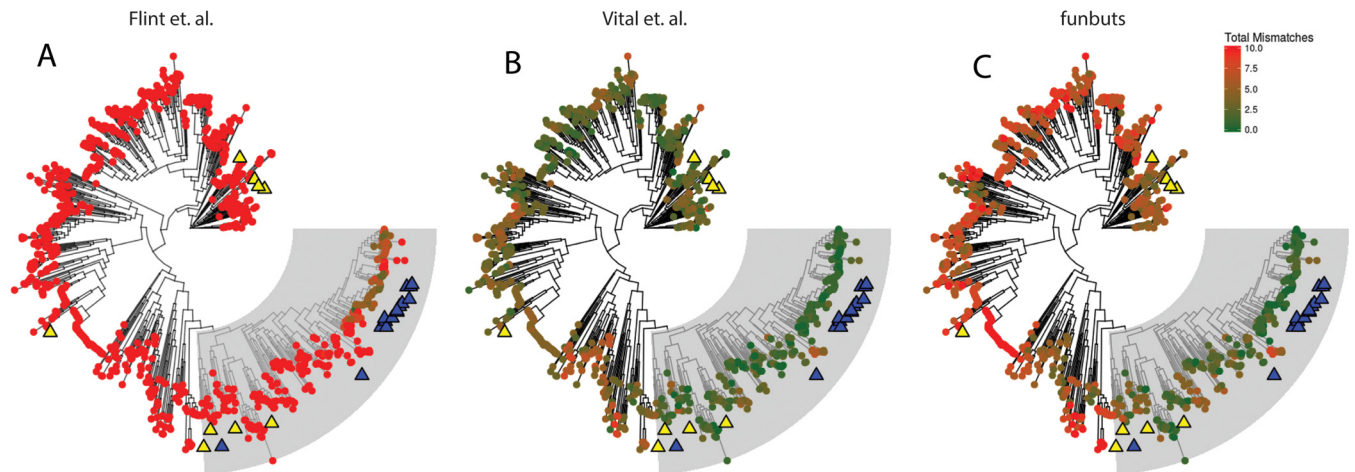 Flint et. al.
Vital et. al.
funbuts
A
B
C
Total Mismatches
10.0
7.5
5.0
2.5
0.0